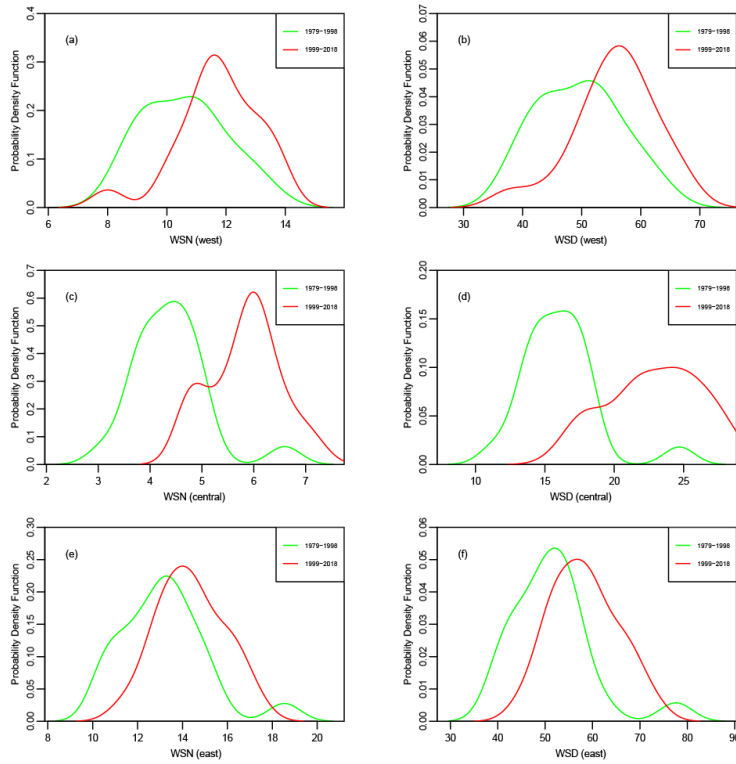 (a)
1979-1998
1999-2018
Probability Density Function
0.0 0.1 0.2 0.3 0.4
6 8 10 12 14
WSN (west)
(b)
1979-1998
1999-2018
Probability Density Function
0.00 0.01 0.02 0.03 0.04 0.05 0.06 0.07
30 40 50 60 70
WSD (west)
(c)
1979-1998
1999-2018
Probability Density Function
0.0 0.1 0.2 0.3 0.4 0.5 0.6 0.7
2 3 4 5 6 7
WSN (central)
(d)
1979-1998
1999-2018
Probability Density Function
0.00 0.05 0.10 0.15 0.20
10 15 20 25
WSD (central)
(e)
1979-1998
1999-2018
Probability Density Function
0.00 0.05 0.10 0.15 0.20 0.25 0.30
8 10 12 14 16 18 20
WSN (east)
(f)
1979-1998
1999-2018
Probability Density Function
0.00 0.01 0.02 0.03 0.04 0.05 0.06
30 40 50 60 70 80 90
WSD (east)